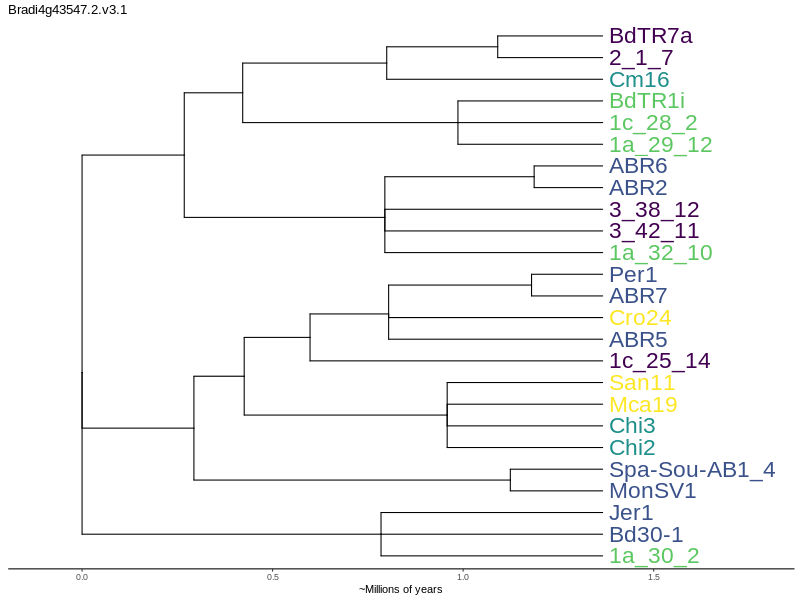 Bradi4g43547.2.v3.1
BdTR7a
2_1_7
Cm16
BdTR1i
1c_28_2
1a_29_12
ABR6
ABR2
3_38_12
3_42_11
1a_32_10
Per1
ABR7
Cro24
ABR5
1c_25_14
San11
Mca19
Chi3
Chi2
Spa-Sou-AB1_4
MonSV1
Jer1
Bd30-1
1a_30_2
0.0 0.5 1.0 1.5
~Millions of years